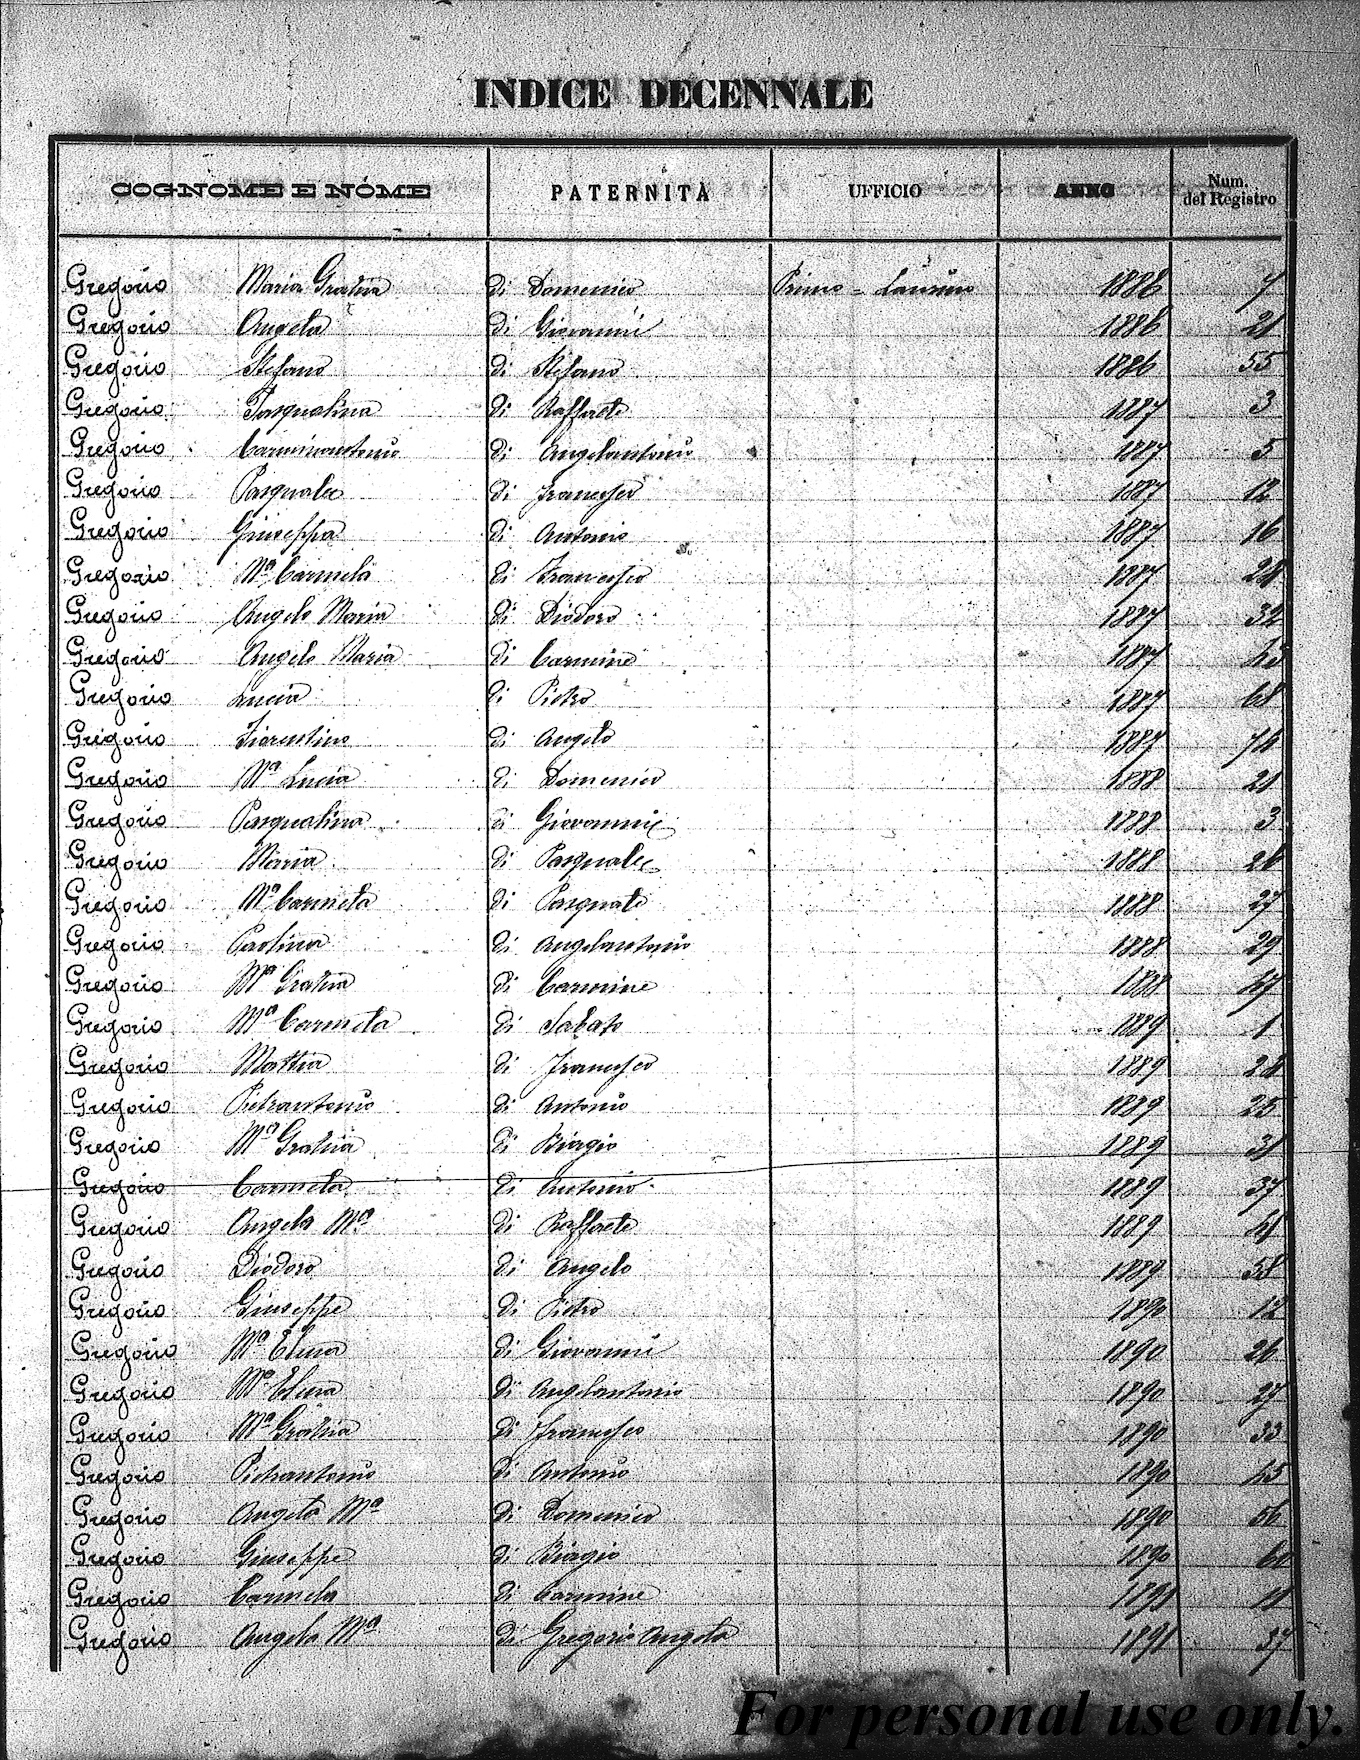 INDICE DECENNALE
COGNOME E NOME PATERNITÀ UFFICIO ANNO Num. del Registro
Gregorio Maria Grazia di Domenico Primo - 1886 7
Gregorio Angela di Giovanni 1886 21
Gregorio Stefano di Stefano 1886 55
Gregorio Pasqualina di Raffaele 1887 3
Gregorio Carminantonio di Angelantonio 1887 5
Gregorio Pasquale di Francesco 1887 12
Gregorio Giuseppa di Antonio 1887 16
Gregorio Mª Carmela di Francesco 1887
Gregorio Angelo Maria di Diodoro 1887 32
Gregorio Angelo Maria di Carmine 1887
Gregorio Lucia di Pietro 1887 68
Gregorio Fiorentino di Angelo 1887 74
Gregorio Mª Lucia di Domenico 1888
Gregorio Pasqualina di Giovanni 1888 3
Gregorio Maria di Pasquale 1888 26
Gregorio Mª Carmela di Pasquale 1888 27
Gregorio Paolina di Angelantonio 1888 29
Gregorio Mª Grazia di Carmine 1888 47
Gregorio Mª Carmela di Sabato 1889 1
Gregorio Mattia di Francesco 1889 24
Gregorio Pietrantonio di Antonio 1889 25
Gregorio Mª Grazia di Biagio 1889 31
Gregorio Carmela di Antonio 1889 37
Gregorio Angela Mª di Raffaele 1889 41
Gregorio Diodoro di Angelo 1889 58
Gregorio Giuseppe di Pietro 1890 12
Gregorio Mª Elena di Giovanni 1890 26
Gregorio Mª Elena di Anglantonio 1890 27
Gregorio Mª Grazia di Francesco 1890 33
Gregorio Pietrantonio di Antonio 1890 45
Gregorio Angela Mª di Domenico 1890 56
Gregorio Giuseppe di Biagio 1890 60
Gregorio Carmela di Carmine 1891
Gregorio Angela Mª di Gregorio Angela 1891 37
For personal use only.